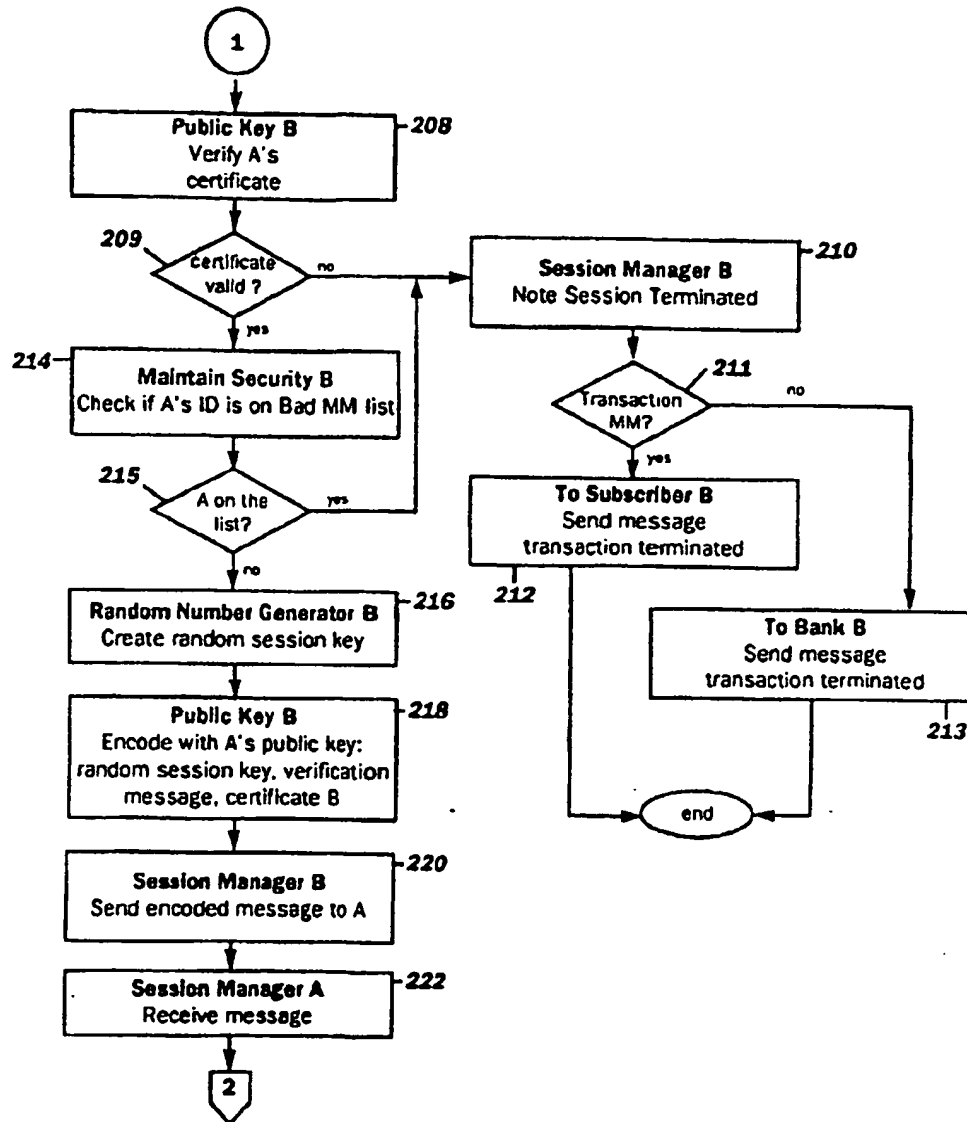 1
Public Key B
Verify A's
certificate
208
209
certificate
valid ?
no
yes
Session Manager B
Note Session Terminated
210
214
Maintain Security B
Check if A's ID is on Bad MM list
211
Transaction
MM?
no
yes
215
A on the
list?
yes
no
To Subscriber B
Send message
transaction terminated
212
Random Number Generator B
Create random session key
216
To Bank B
Send message
transaction terminated
213
Public Key B
Encode with A's public key:
random session key, verification
message, certificate B
218
end
Session Manager B
Send encoded message to A
220
Session Manager A
Receive message
222
2